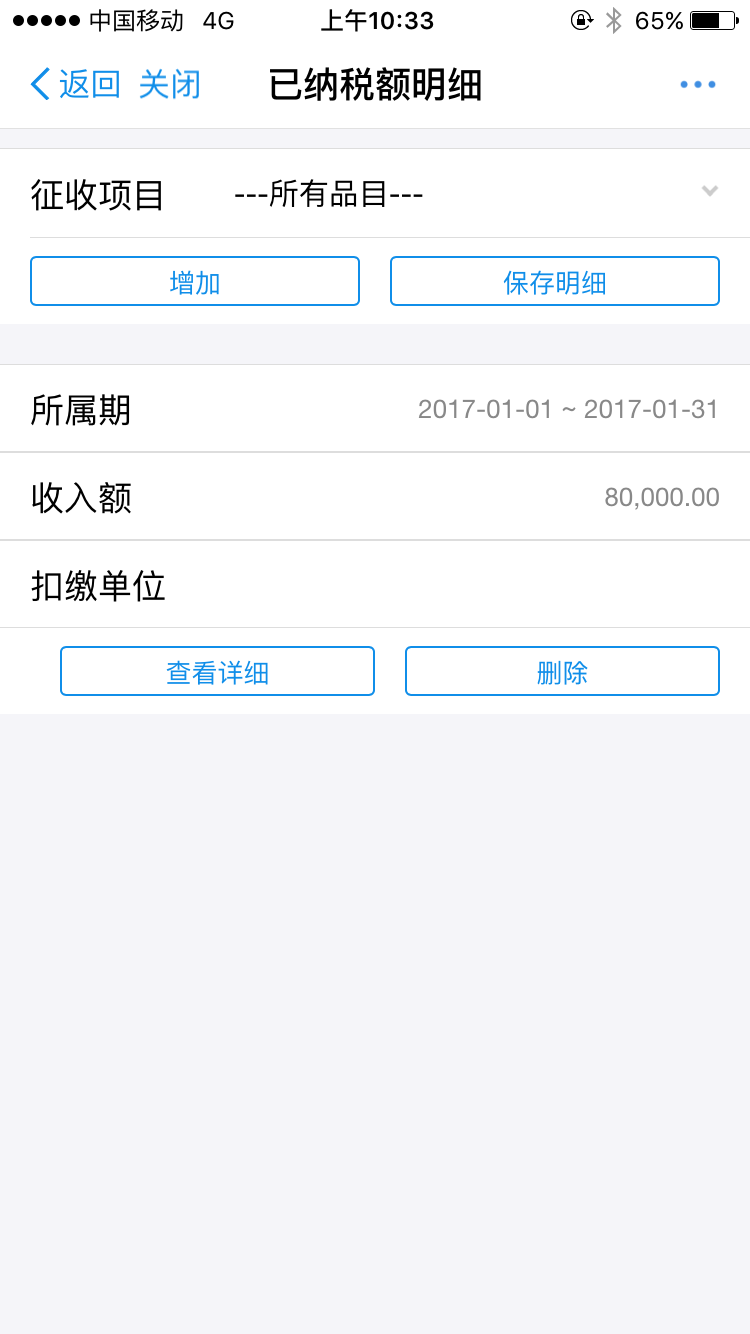 中国移动 4G 上午10:33 65%
返回 关闭 已纳税额明细
征收项目 ---所有品目---
增加 保存明细
所属期 2017-01-01 ~ 2017-01-31
收入额 80,000.00
扣缴单位
查看详细 删除